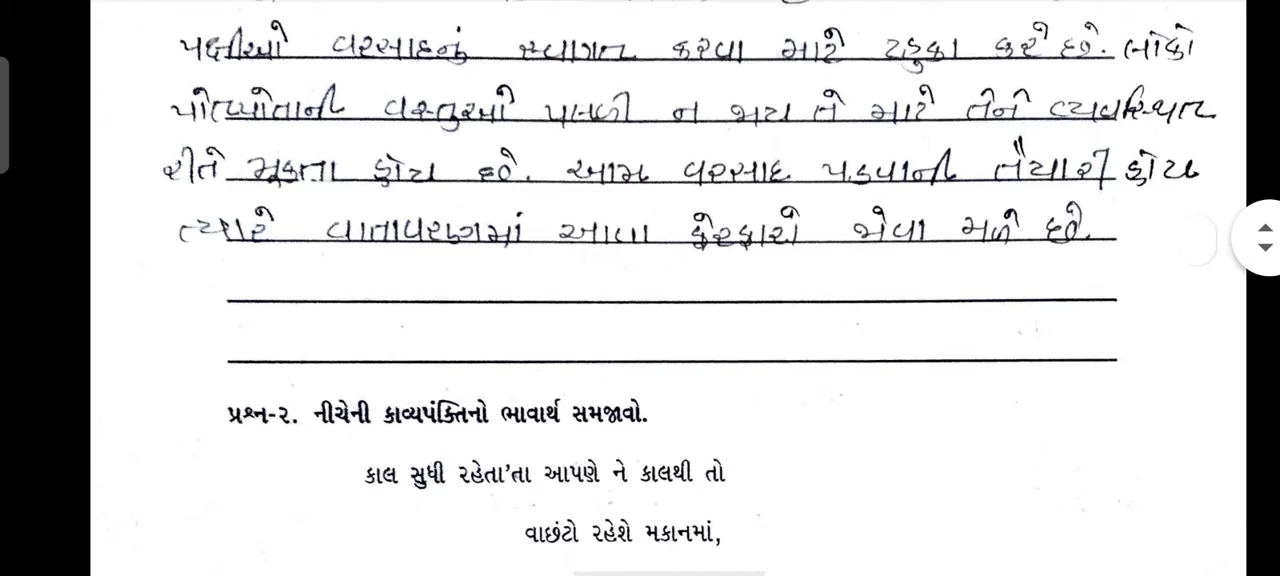 પક્ષીઓ વરસાદનું સ્વાગત કરવા માટે ટહુકા કરે છે. લોકો
પોતપોતાની વસ્તુઓ પલળી ન જાય તે માટે તેને વ્યવસ્થિત
રીતે મૂકતા હોય છે. આમ વરસાદ પડવાની તૈયારી હોય
ત્યારે વાતાવરણમાં આવા ફેરફારો જોવા મળે છે.
પ્રશ્ન-૨. નીચેની કાવ્યપંક્તિનો ભાવાર્થ સમજાવો.
કાલ સુધી રહેતા'તા આપણે ને કાલથી તો
વાછંટો રહેશે મકાનમાં,